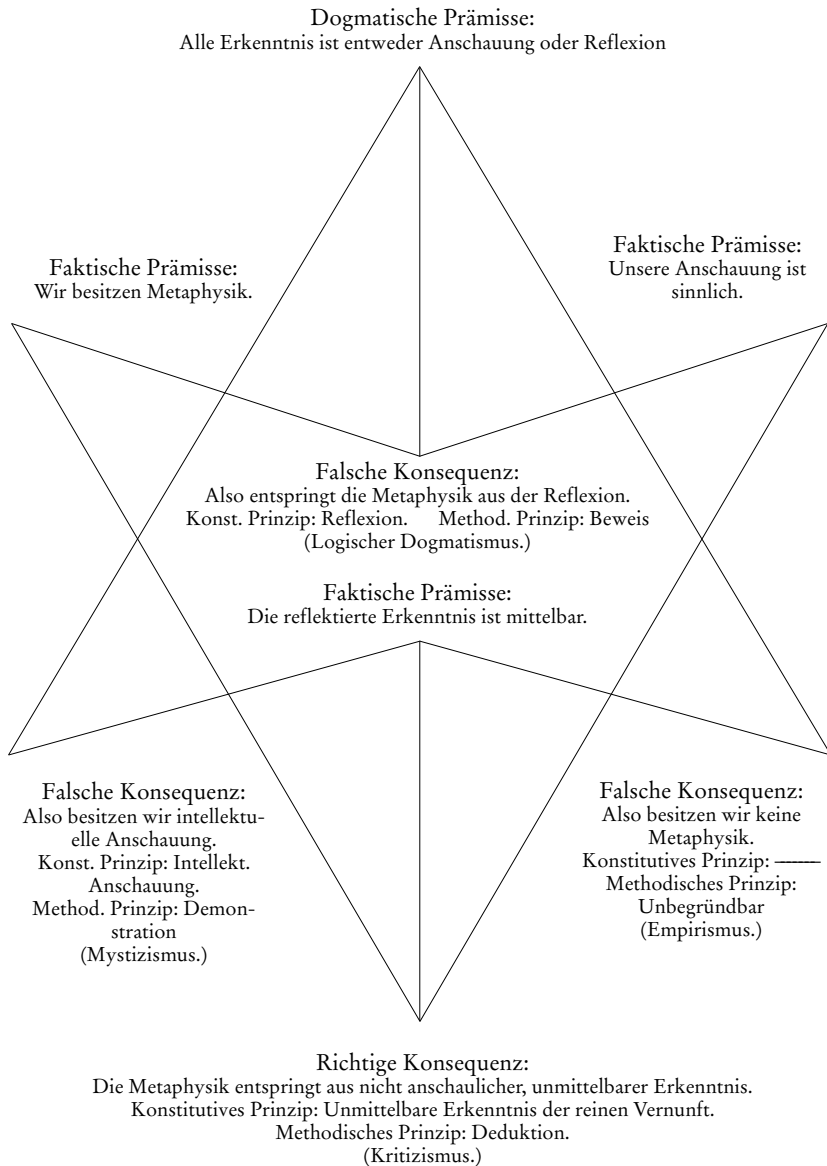 Dogmatische Prämisse:
Alle Erkenntnis ist entweder Anschauung oder Reflexion
Faktische Prämisse:
Wir besitzen Metaphysik.
Faktische Prämisse:
Unsere Anschauung ist
sinnlich.
Falsche Konsequenz:
Also entspringt die Metaphysik aus der Reflexion.
Konst. Prinzip: Reflexion. Method. Prinzip: Beweis
(Logischer Dogmatismus.)
Faktische Prämisse:
Die reflektierte Erkenntnis ist mittelbar.
Falsche Konsequenz:
Also besitzen wir intellektu-
elle Anschauung.
Konst. Prinzip: Intellekt.
Anschauung.
Method. Prinzip: Demon-
stration
(Mystizismus.)
Falsche Konsequenz:
Also besitzen wir keine
Metaphysik.
Konstitutives Prinzip: ———
Methodisches Prinzip:
Unbegründbar
(Empirismus.)
Richtige Konsequenz:
Die Metaphysik entspringt aus nicht anschaulicher, unmittelbarer Erkenntnis.
Konstitutives Prinzip: Unmittelbare Erkenntnis der reinen Vernunft.
Methodisches Prinzip: Deduktion.
(Kritizismus.)